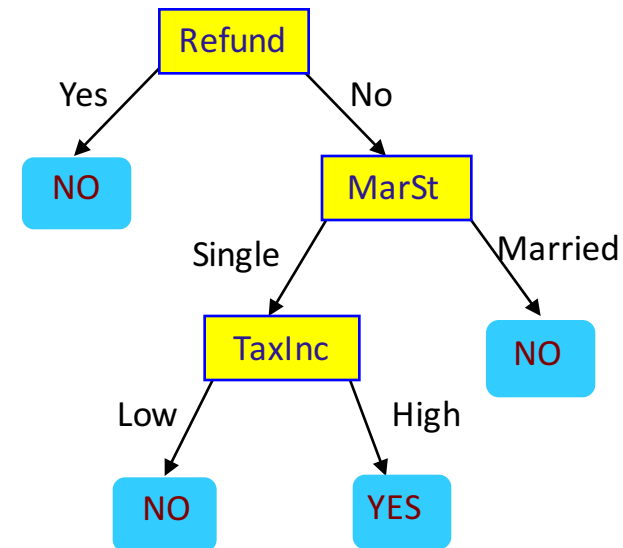 Refund
Yes
No
NO
MarSt
Single
Married
TaxInc
NO
Low
High
NO
YES